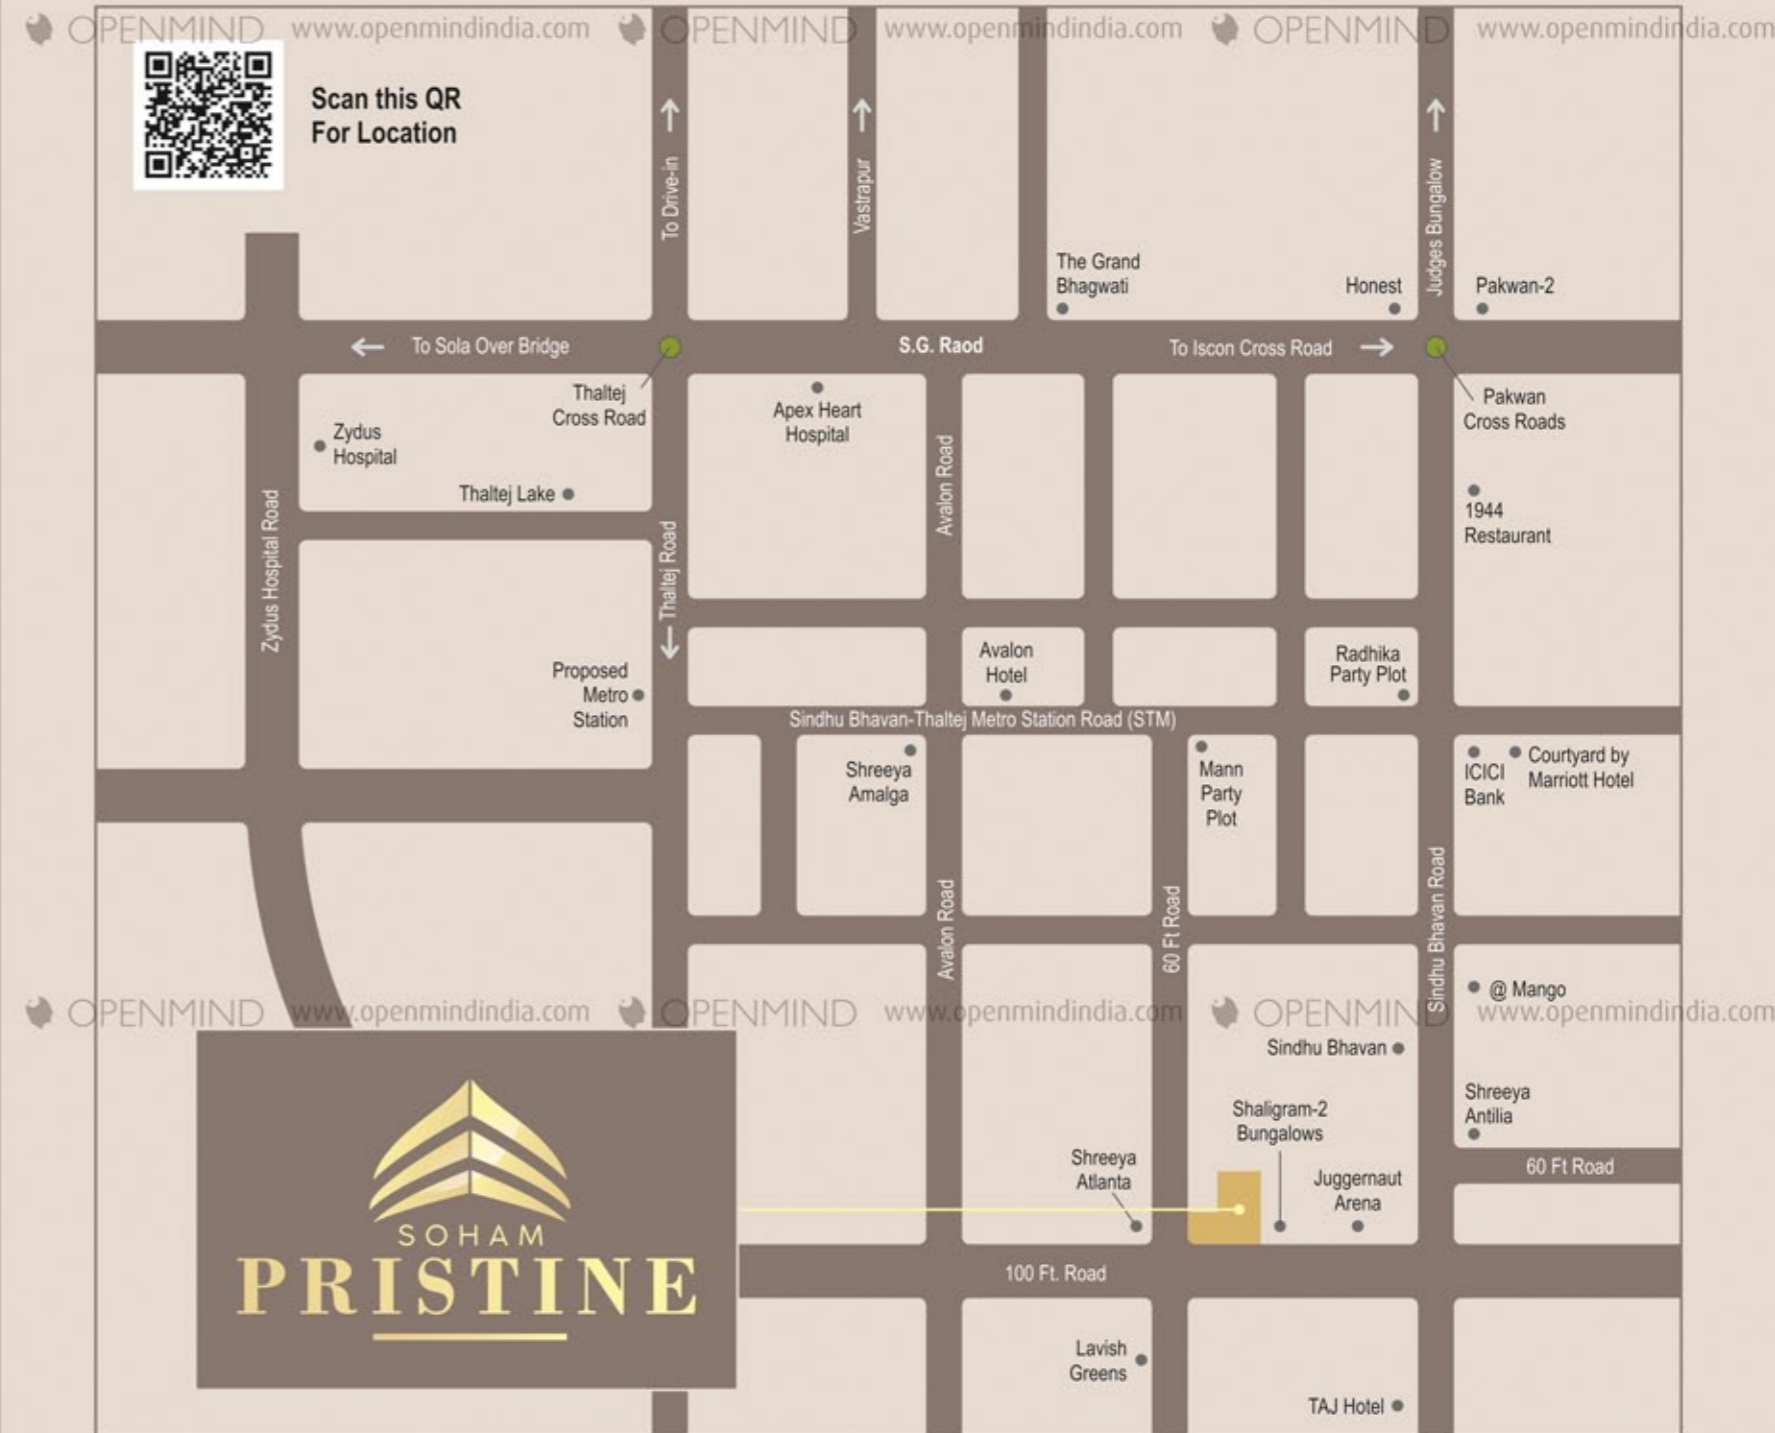 OPENMIND www.openmindindia.com OPENMIND www.openmindindia.com OPENMIND www.openmindindia.com
Scan this QR
For Location
To Drive-in
Vastrapur
Judges Bungalow
The Grand
Bhagwati
Honest
Pakwan-2
To Sola Over Bridge
S.G. Raod
To Iscon Cross Road
Thaltej
Cross Road
Apex Heart
Hospital
Pakwan
Cross Roads
Zydus
Hospital
Thaltej Lake
Zydus Hospital Road
Thaltej Road
Avalon Road
1944
Restaurant
Proposed
Metro
Station
Avalon
Hotel
Radhika
Party Plot
Sindhu Bhavan-Thaltej Metro Station Road (STM)
Shreeya
Amalga
Mann
Party
Plot
ICICI
Bank
Courtyard by
Marriott Hotel
Avalon Road
60 Ft Road
Sindhu Bhavan Road
@ Mango
OPENMIND www.openmindindia.com OPENMIND www.openmindindia.com OPENMIND www.openmindindia.com
Sindhu Bhavan
Shreeya
Antilia
Shaligram-2
Bungalows
Shreeya
Atlanta
Juggernaut
Arena
60 Ft Road
SOHAM
PRISTINE
100 Ft. Road
Lavish
Greens
TAJ Hotel